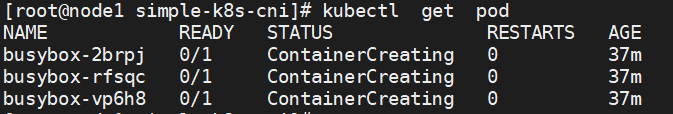 [root@node1 simple-k8s-cni]# kubectl  get  pod
NAME            READY   STATUS              RESTARTS   AGE
busybox-2brpj   0/1     ContainerCreating   0          37m
busybox-rfsqc   0/1     ContainerCreating   0          37m
busybox-vp6h8   0/1     ContainerCreating   0          37m